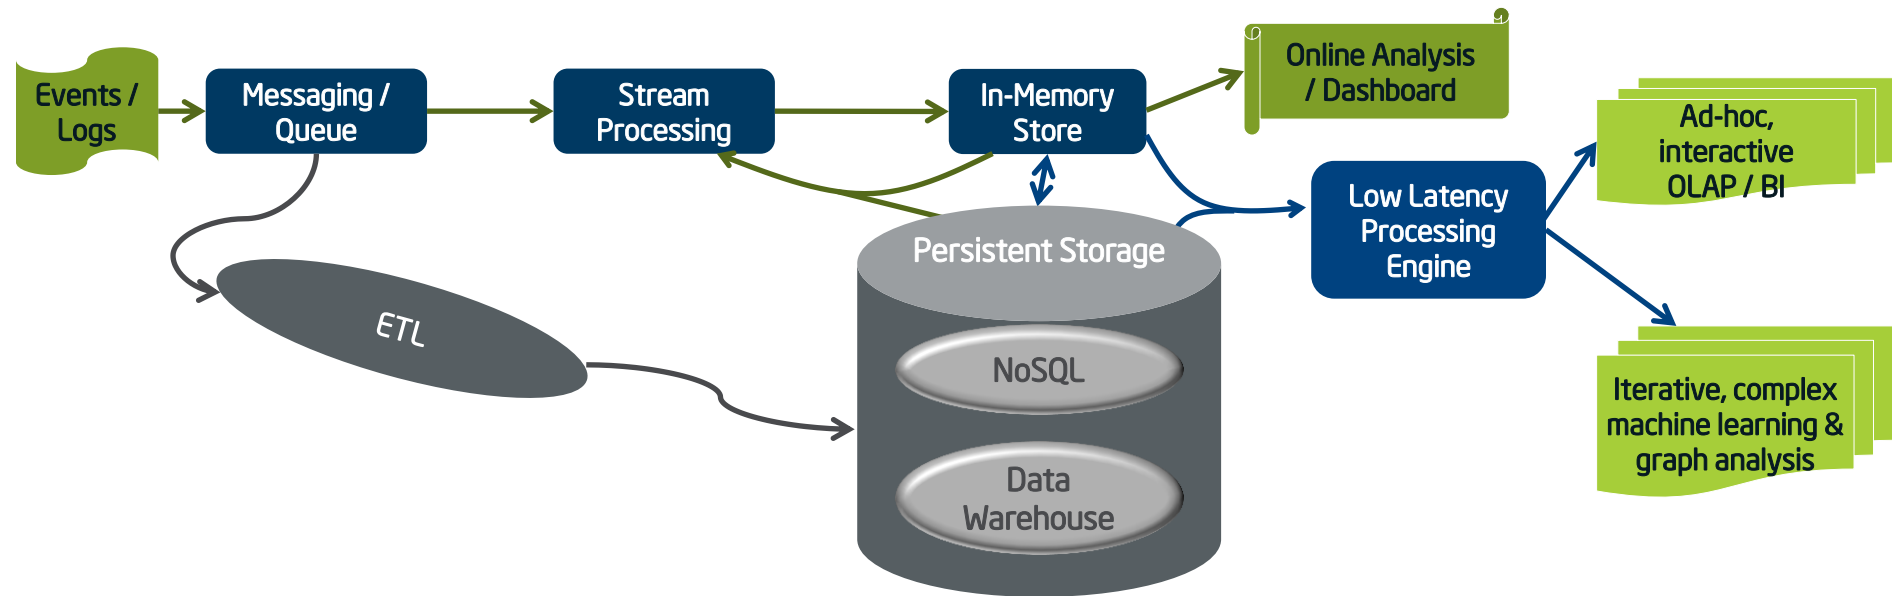 Events /
Logs
Messaging /
Queue
Stream
Processing
In-Memory
Store
Online Analysis
/ Dashboard
Ad-hoc,
interactive
OLAP / BI
Low Latency
Processing
Engine
Persistent Storage
ETL
NoSQL
Data
Warehouse
Iterative, complex
machine learning &
graph analysis